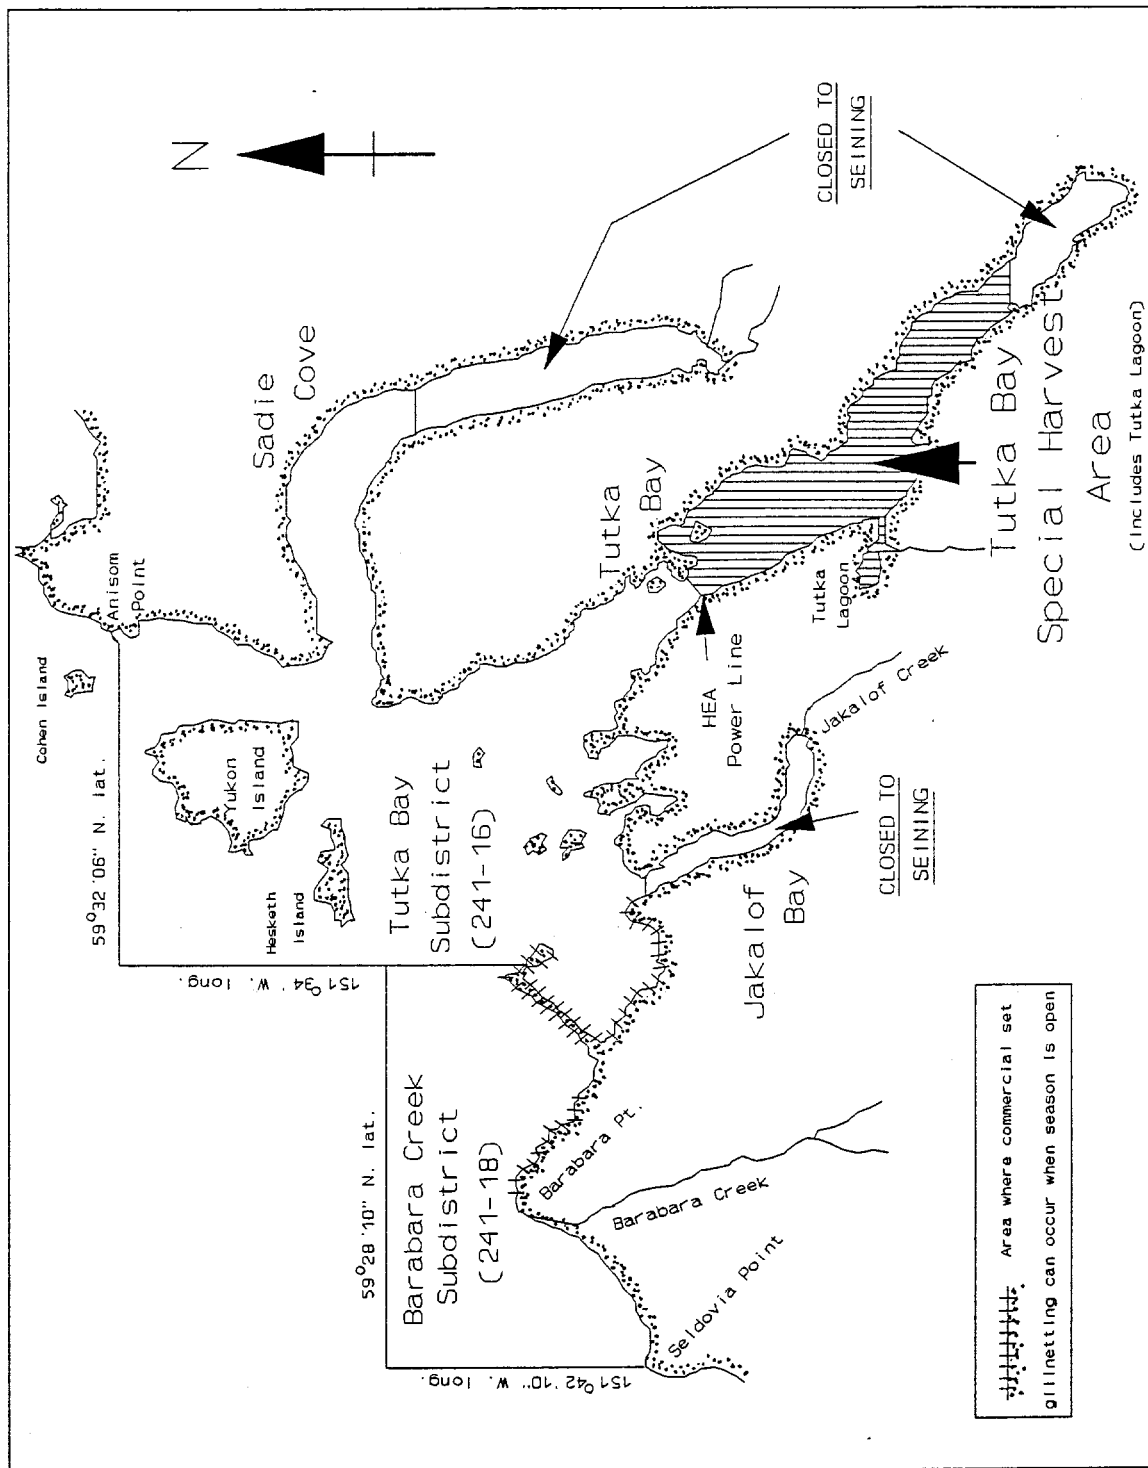 N
CLOSED TO
SEINING
Sadie
Cove
Anisom
Point
Cohen Island
59° 32 '06" N. lat.
Yukon
Island
Hesketh
Island
151° 34 ' W. long.
Tutka Bay
Subdistrict
(241-16)
Tutka
Bay
HEA
Power Line
Tutka
Lagoon
Tutka Bay
Special Harvest
Area
(Includes Tutka Lagoon)
Jakalof Creek
CLOSED TO
SEINING
Jakalof
Bay
59° 28 '10" N. lat.
Barabara Creek
Subdistrict
(241-18)
151° 42 '10" W. long.
Barabara Pt.
Barabara Creek
Seldovia Point
Area where commercial set
gillnetting can occur when season is open